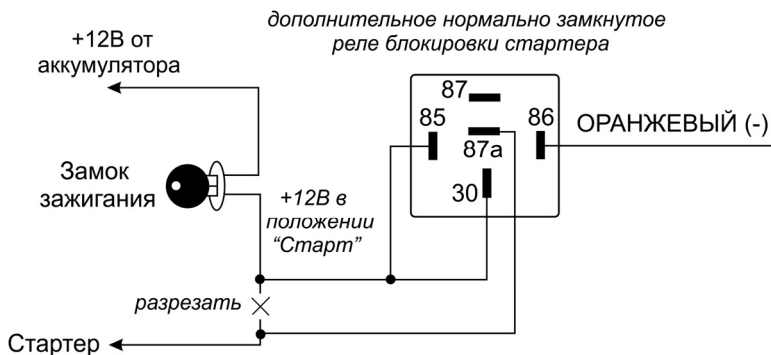 дополнительное нормально замкнутое
реле блокировки стартера
+12В от
аккумулятора
87
85
86
87а
30
ОРАНЖЕВЫЙ (-)
Замок
зажигания
+12В в
положении
“Старт”
разрезать
Стартер